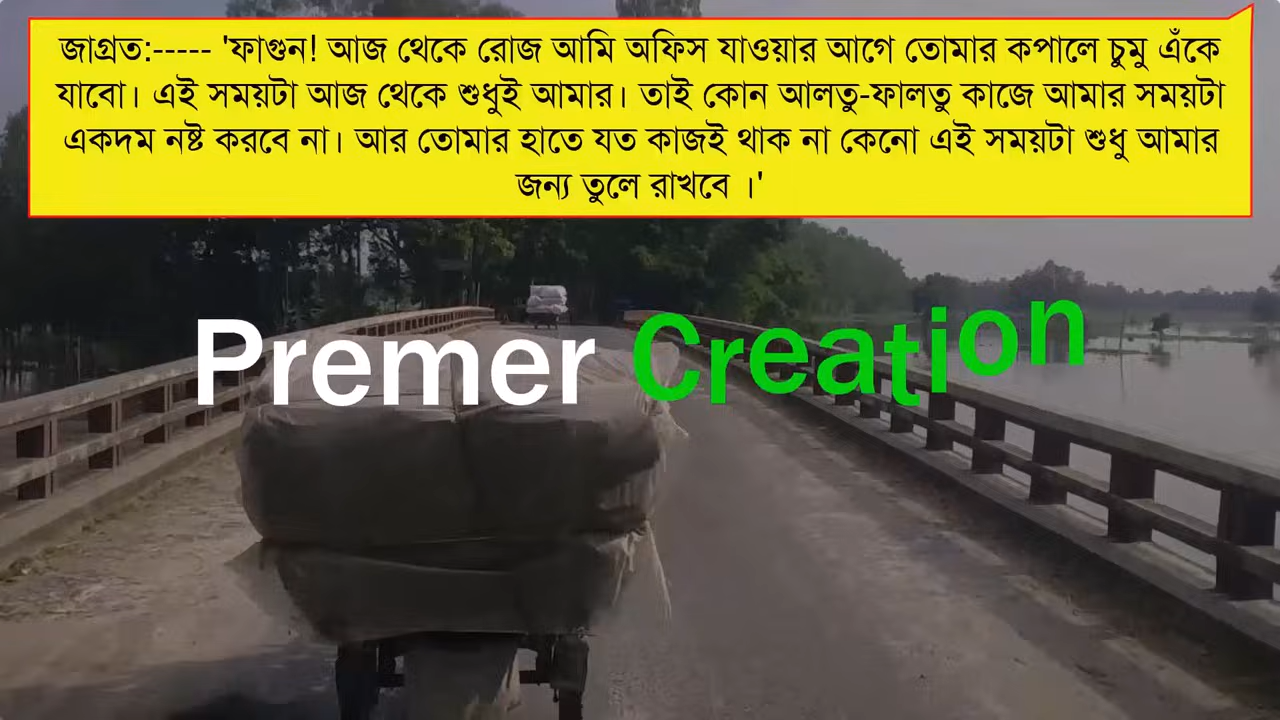 জাগ্রত:----- 'ফাগুন! আজ থেকে রোজ আমি অফিস যাওয়ার আগে তোমার কপালে চুমু এঁকে
যাবো। এই সময়টা আজ থেকে শুধুই আমার। তাই কোন আলতু-ফালতু কাজে আমার সময়টা
একদম নষ্ট করবে না। আর তোমার হাতে যত কাজই থাক না কেনো এই সময়টা শুধু আমার
জন্য তুলে রাখবে ।'
Premer Creation